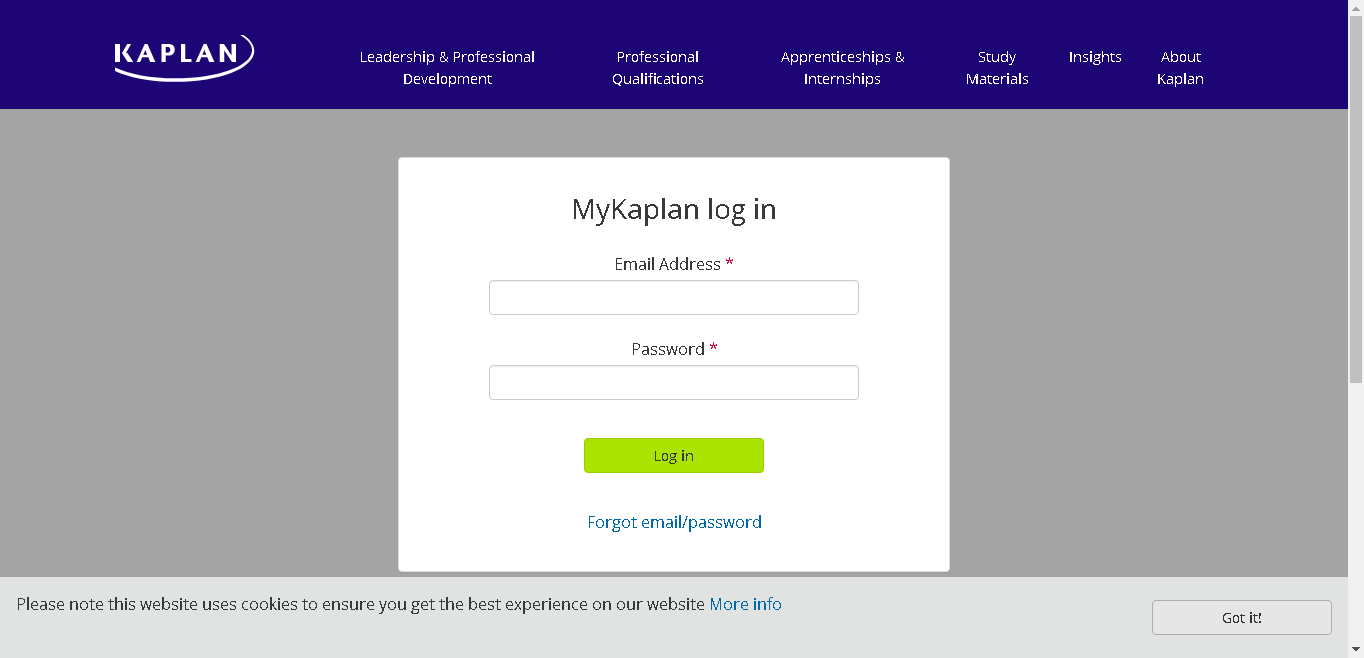 KAPLAN
Leadership & Professional
Development
Professional
Qualifications
Apprenticeships &
Internships
Study
Materials
Insights
About
Kaplan
MyKaplan log in
Email Address *
Password *
Log in
Forgot email/password
Please note this website uses cookies to ensure you get the best experience on our website More info
Got it!